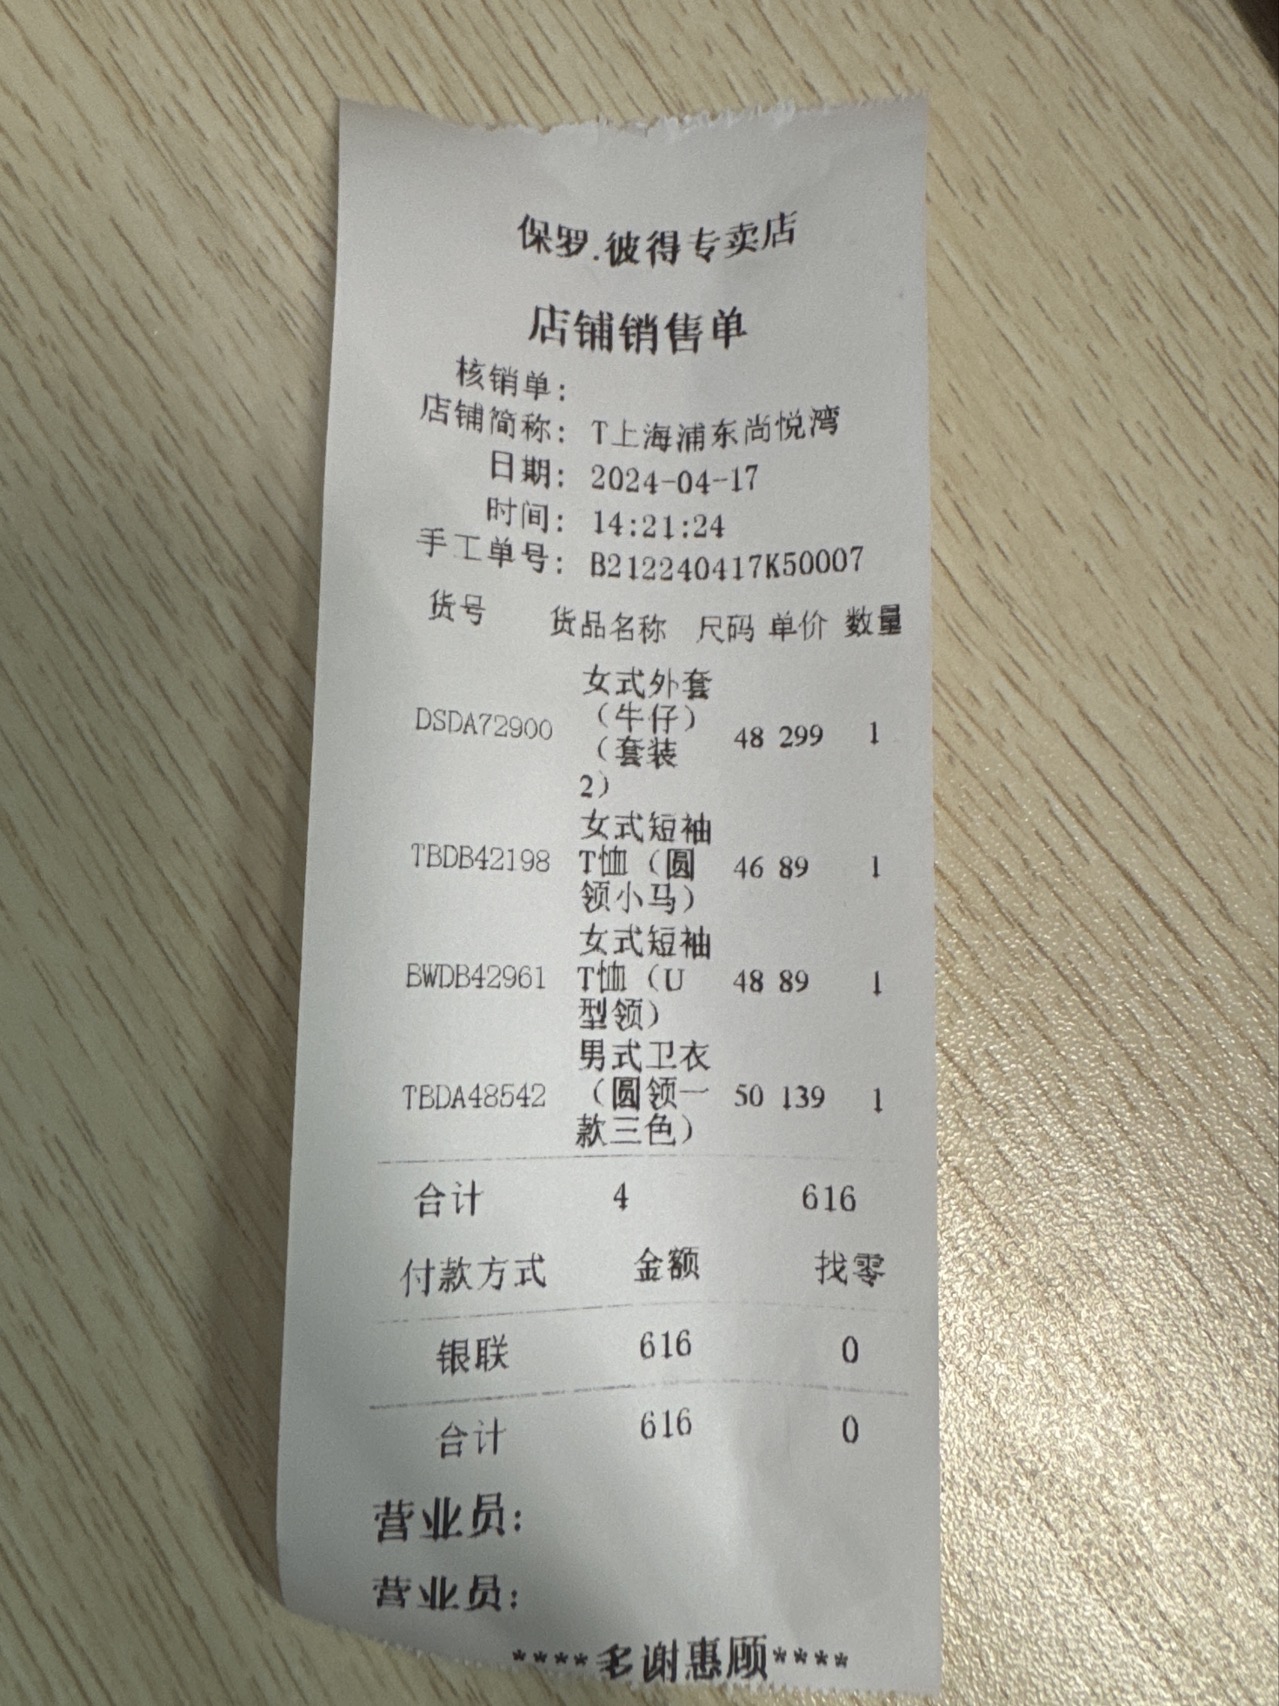 保罗.彼得专卖店
店铺销售单
核销单：
店铺简称： T上海浦东尚悦湾
日期： 2024-04-17
时间： 14:21:24
手工单号： B212240417K50007
货号 货品名称 尺码 单价 数量
女式外套
（牛仔）
DSDA72900 48 299 1
（套装
2）
女式短袖
TBDB42198 T恤（圆 46 89 1
领小马）
女式短袖
BWDB42961 T恤（U 48 89 1
型领）
男式卫衣
TBDA48542 （圆领一 50 139 1
款三色）
合计 4 616
付款方式 金额 找零
银联 616 0
合计 616 0
营业员：
营业员：
****多谢惠顾****